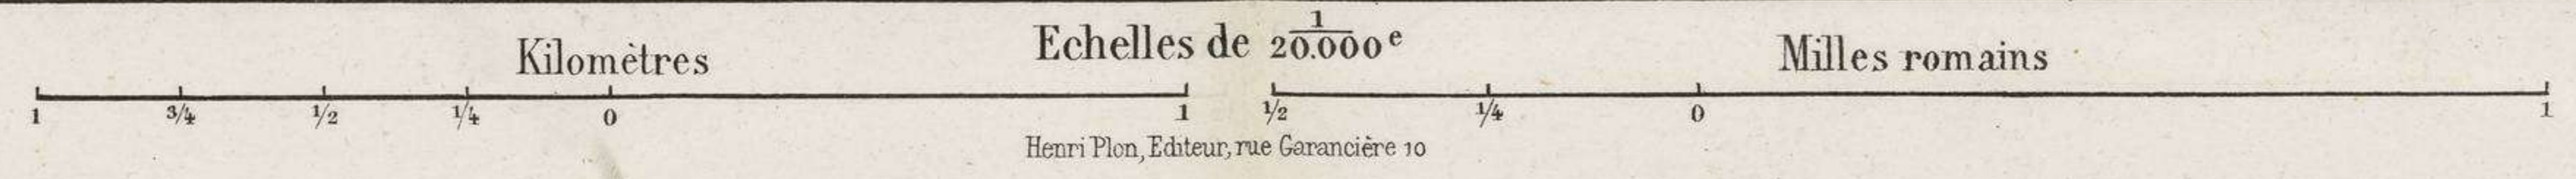 Kilomètres
Echelles de 1/20.000e
Milles romains
1 3/4 1/2 1/4 0 1
1/2 1/4 0 1
Henri Plon, Editeur, rue Garancière 10